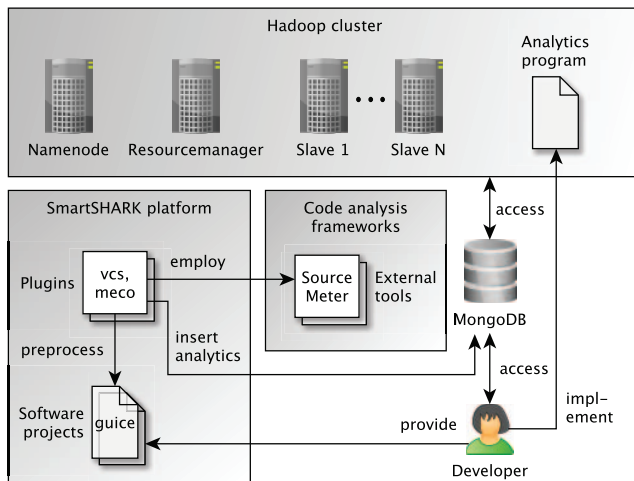 Hadoop cluster
Analytics
program
Namenode
Resourcemanager
Slave 1
Slave N
SmartSHARK platform
Code analysis
frameworks
access
Plugins
vcs,
meco
employ
Source
Meter
External
tools
MongoDB
preprocess
insert
analytics
access
Software
projects
guice
provide
impl-
ement
Developer